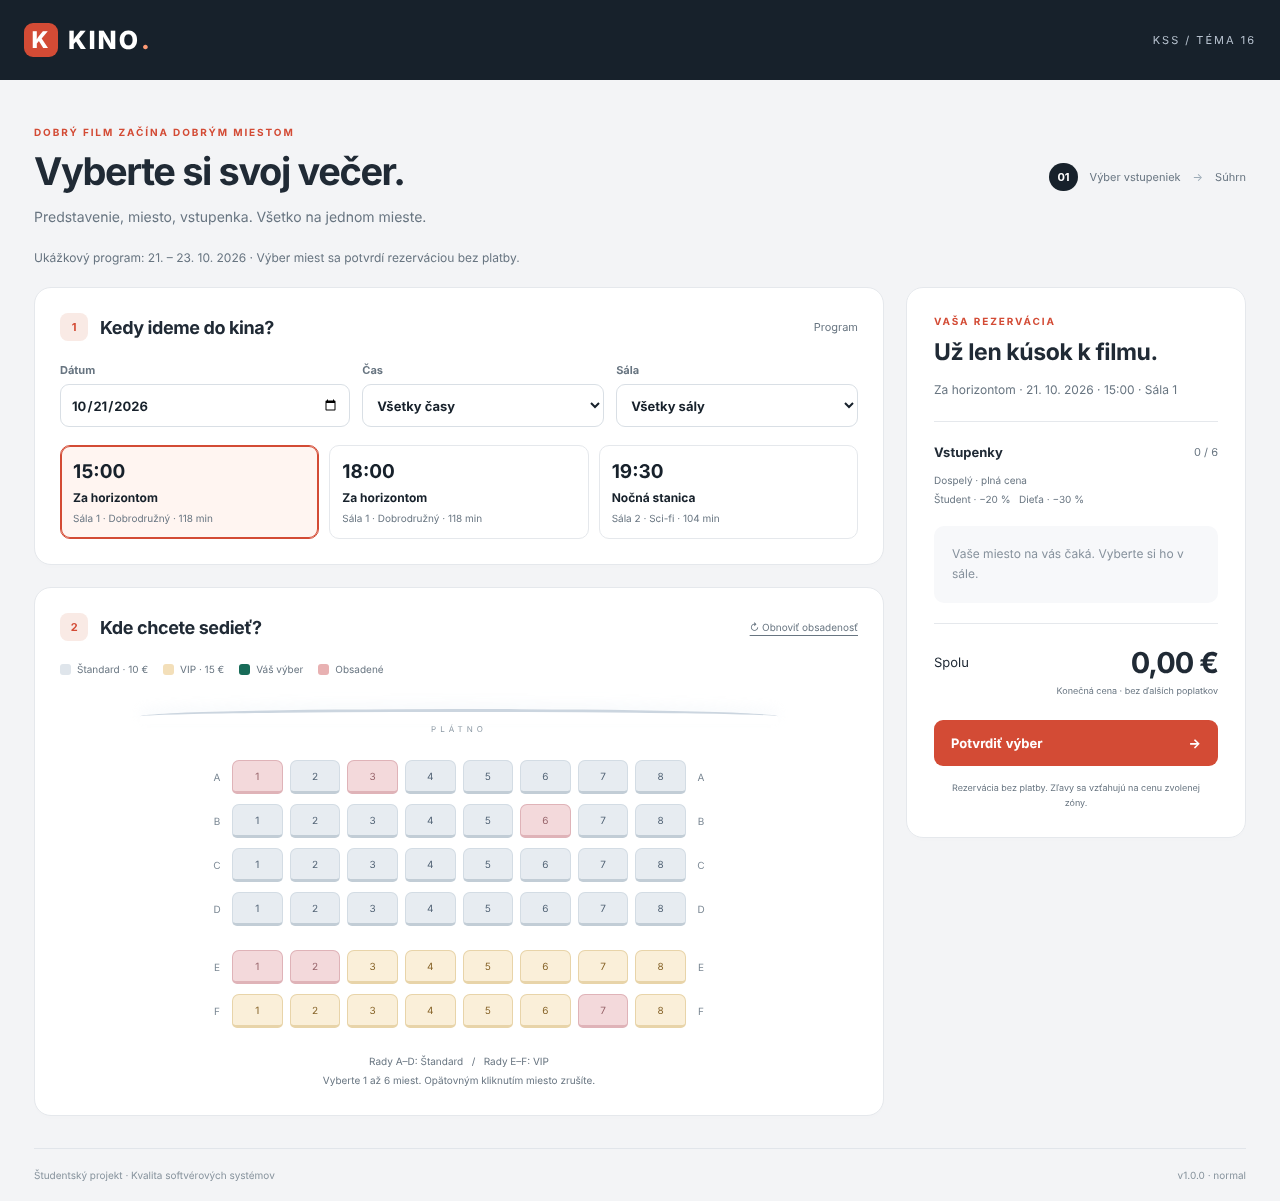 K KINO.
KSS / TÉMA 16
DOBRÝ FILM ZAČÍNA DOBRÝM MIESTOM
Vyberte si svoj večer.
01 Výber vstupeniek → Súhrn
Predstavenie, miesto, vstupenka. Všetko na jednom mieste.
Ukážkový program: 21. – 23. 10. 2026 · Výber miest sa potvrdí rezerváciou bez platby.
1 Kedy ideme do kina?
Program
Dátum Čas Sála
10/21/2026 Všetky časy Všetky sály
15:00
Za horizontom
Sála 1 · Dobrodružný · 118 min
18:00
Za horizontom
Sála 1 · Dobrodružný · 118 min
19:30
Nočná stanica
Sála 2 · Sci-fi · 104 min
2 Kde chcete sedieť?
↻ Obnoviť obsadenosť
Štandard · 10 € VIP · 15 € Váš výber Obsadené
PLÁTNO
A 1 2 3 4 5 6 7 8 A
B 1 2 3 4 5 6 7 8 B
C 1 2 3 4 5 6 7 8 C
D 1 2 3 4 5 6 7 8 D
E 1 2 3 4 5 6 7 8 E
F 1 2 3 4 5 6 7 8 F
Rady A–D: Štandard / Rady E–F: VIP
Vyberte 1 až 6 miest. Opätovným kliknutím miesto zrušíte.
VAŠA REZERVÁCIA
Už len kúsok k filmu.
Za horizontom · 21. 10. 2026 · 15:00 · Sála 1
Vstupenky 0 / 6
Dospelý · plná cena
Študent · −20 % Dieťa · −30 %
Vaše miesto na vás čaká. Vyberte si ho v
sále.
Spolu 0,00 €
Konečná cena · bez ďalších poplatkov
Potvrdiť výber →
Rezervácia bez platby. Zľavy sa vzťahujú na cenu zvolenej
zóny.
Študentský projekt · Kvalita softvérových systémov
v1.0.0 · normal